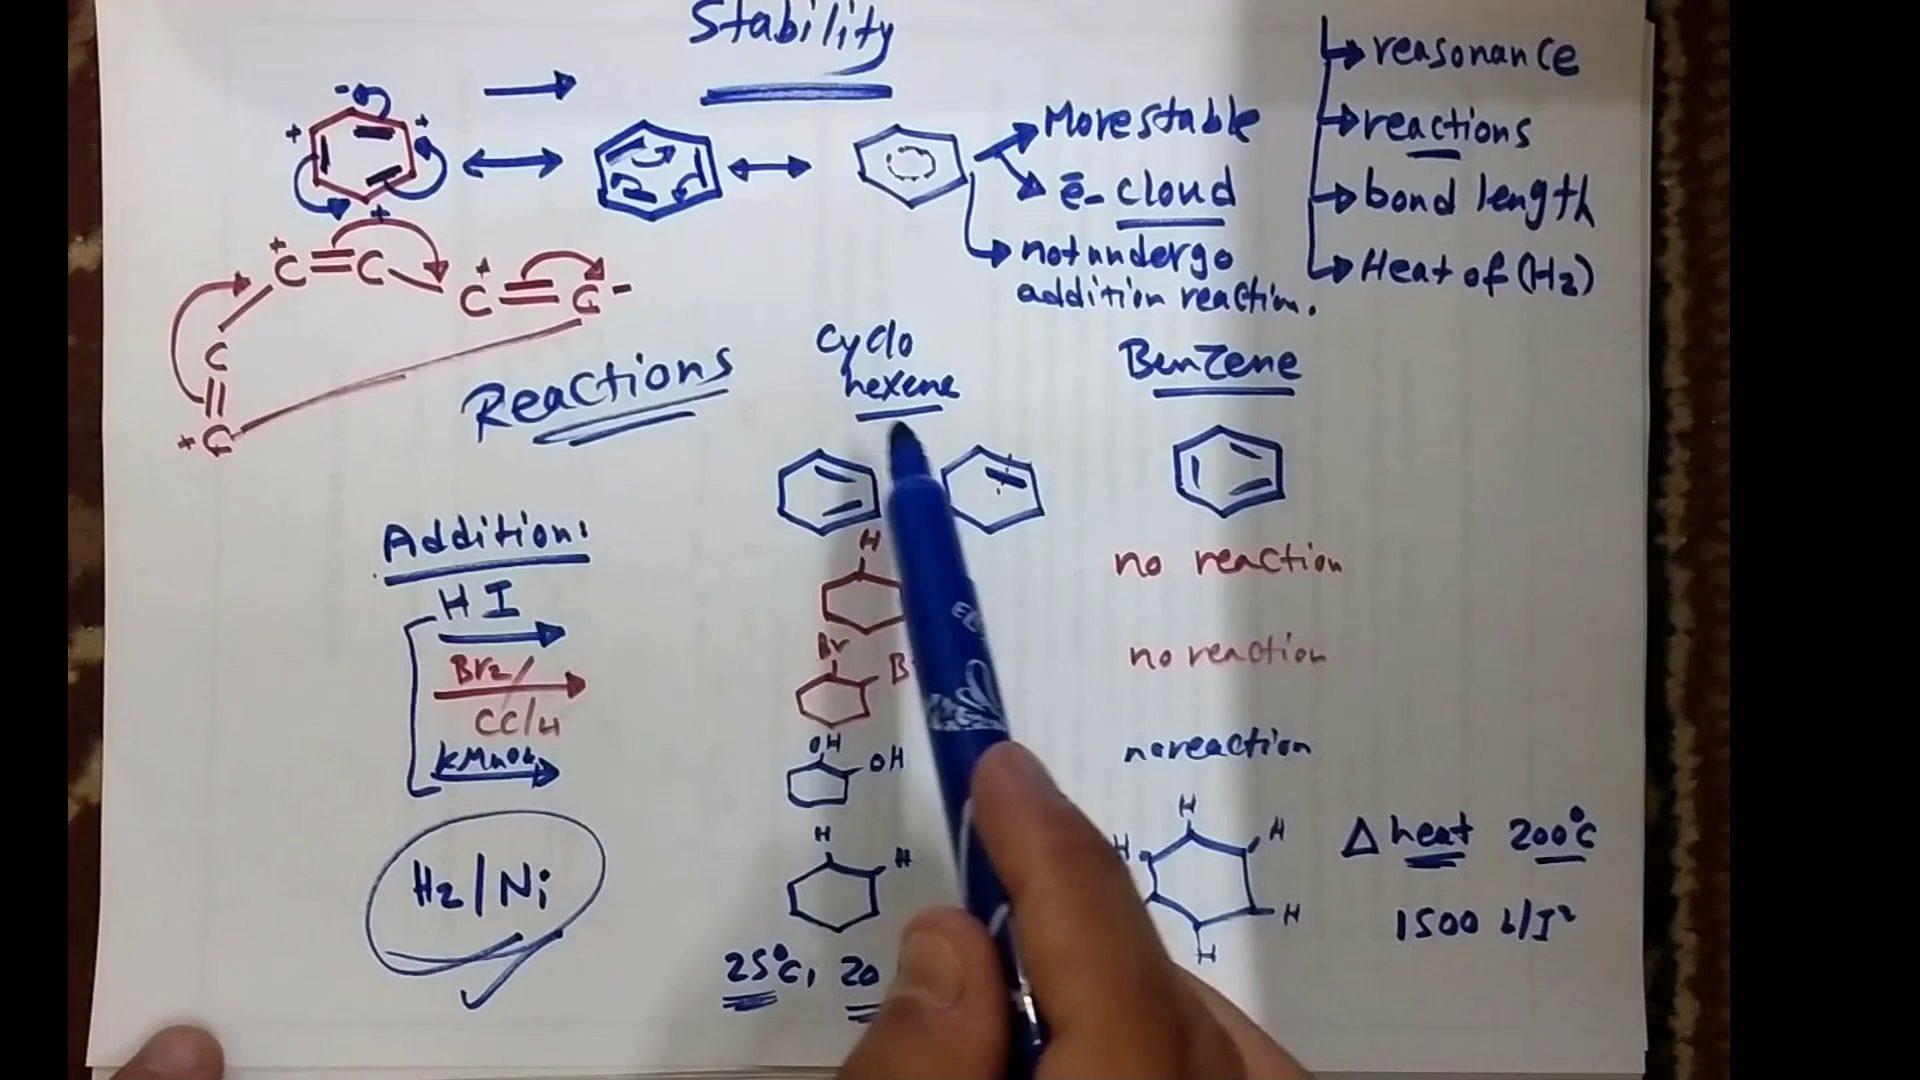 Stability
reasonance
reactions
bond length
Heat of (H2)
More stable
ē- cloud
not undergo
addition reaction.
- + + +
+ C = C
+ C = C -
C
+ C
Reactions
Cyclo
hexene
Benzene
Addition:
HI
H
no reaction
Br2/
CCl4
Br
B
no reaction
KMnO4
OH
OH
no reaction
H2/Ni
H
H
25°C, 20
H
H
H
H
H
Δ heat 200°C
1500 b/I²